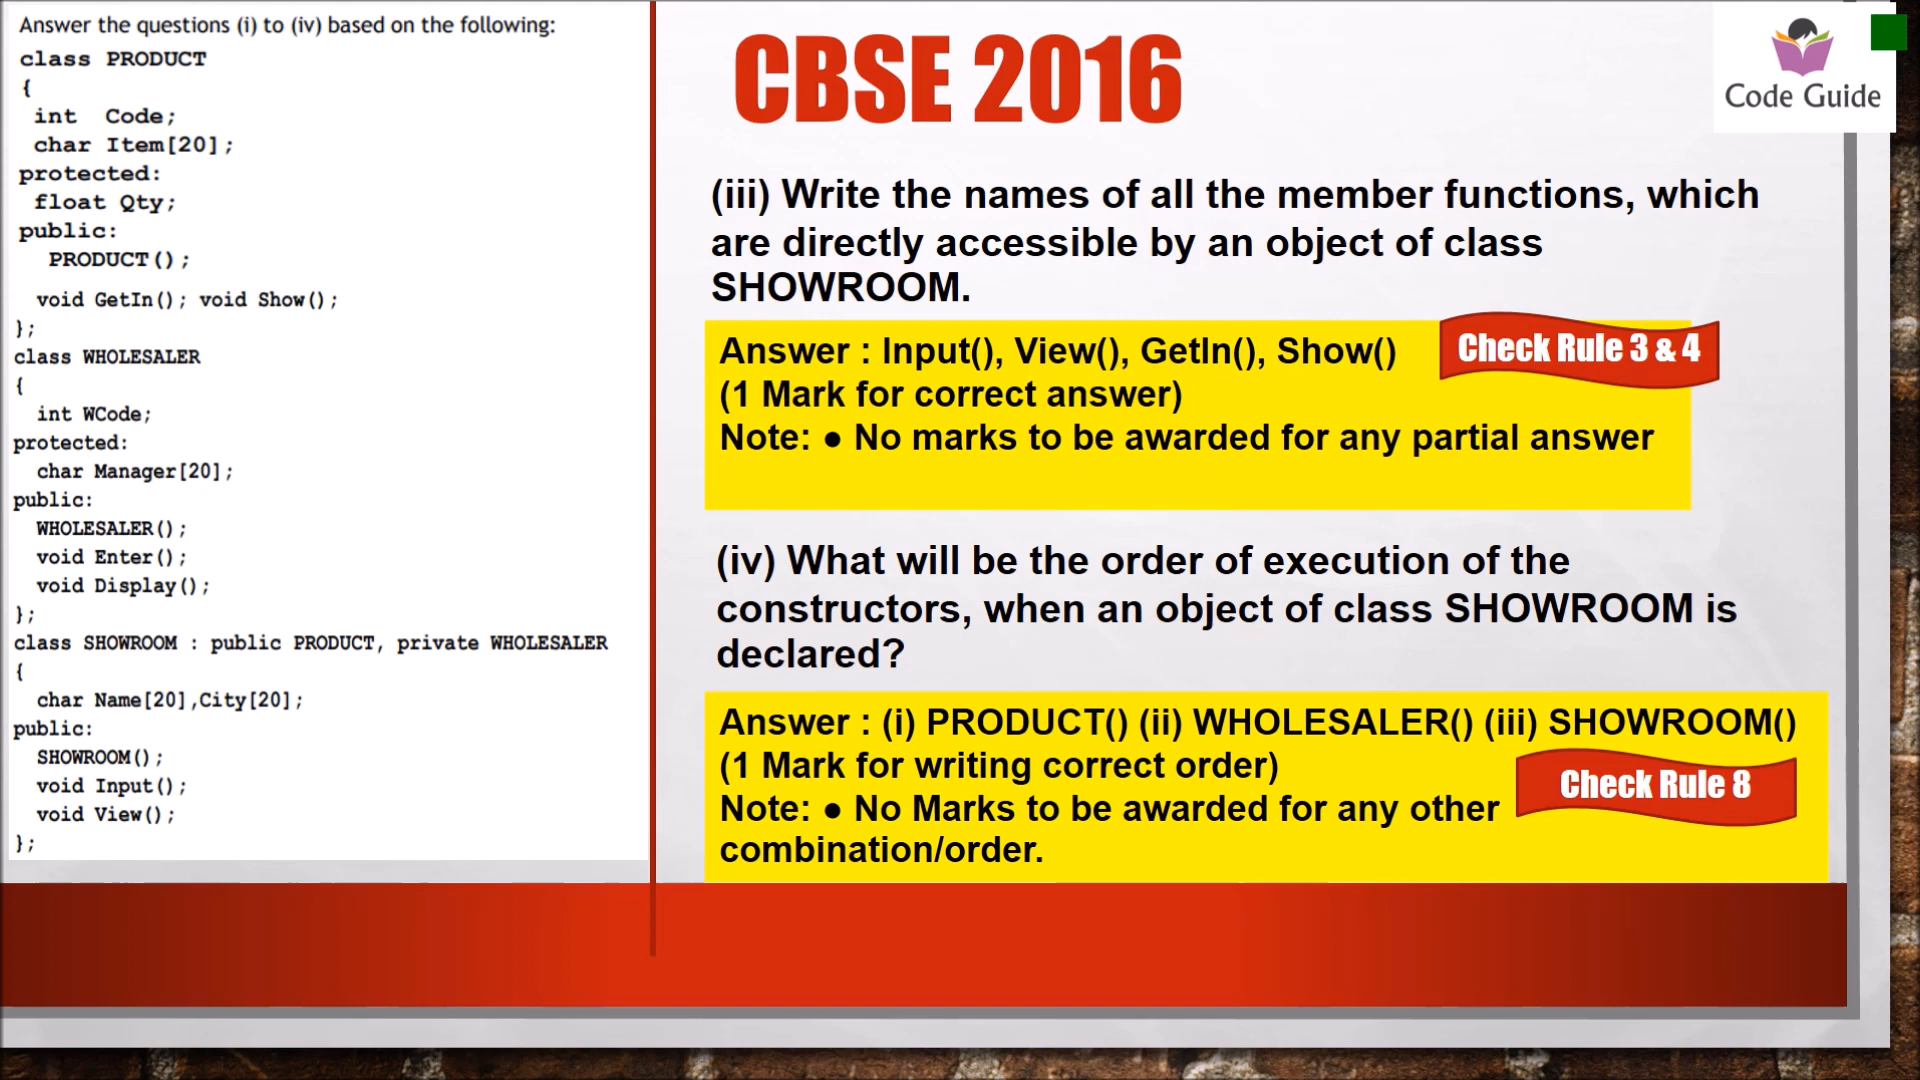 Answer the questions (i) to (iv) based on the following:
class PRODUCT
{
int Code;
char Item[20];
protected:
float Qty;
public:
PRODUCT();
void GetIn(); void Show();
};
class WHOLESALER
{
int WCode;
protected:
char Manager[20];
public:
WHOLESALER();
void Enter();
void Display();
};
class SHOWROOM : public PRODUCT, private WHOLESALER
{
char Name[20],City[20];
public:
SHOWROOM();
void Input();
void View();
};
CBSE 2016
Code Guide
(iii) Write the names of all the member functions, which
are directly accessible by an object of class
SHOWROOM.
Answer : Input(), View(), GetIn(), Show()
Check Rule 3 & 4
(1 Mark for correct answer)
Note: ● No marks to be awarded for any partial answer
(iv) What will be the order of execution of the
constructors, when an object of class SHOWROOM is
declared?
Answer : (i) PRODUCT() (ii) WHOLESALER() (iii) SHOWROOM()
(1 Mark for writing correct order)
Check Rule 8
Note: ● No Marks to be awarded for any other
combination/order.